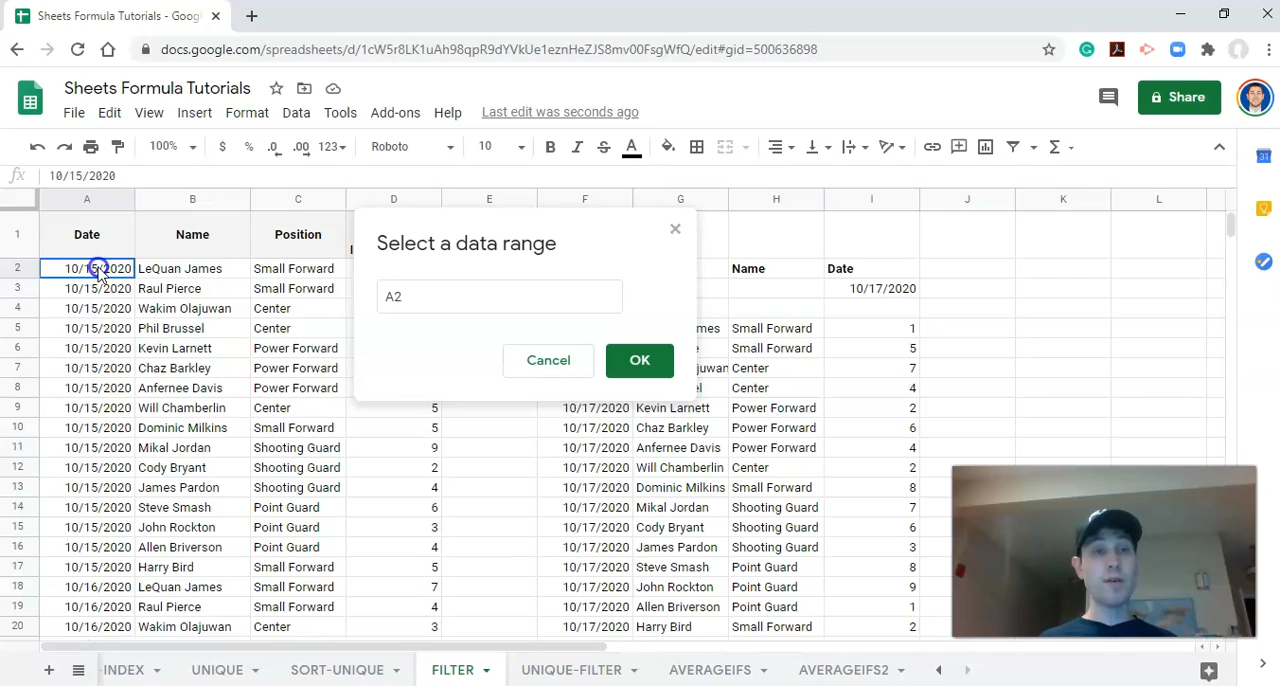 Sheets Formula Tutorials - Goog
docs.google.com/spreadsheets/d/1cW5r8LK1uAh98qpR9dYVkUe1eznHeZJS8mv00FsgWfQ/edit#gid=500636898
Sheets Formula Tutorials
File Edit View Insert Format Data Tools Add-ons Help Last edit was seconds ago
Share
100% $ % .0 .00 123 Roboto 10 B I S A
fx 10/15/2020
A B C D E F G H I J K L
1 Date Name Position
2 10/15/2020 LeQuan James Small Forward Name Date
3 10/15/2020 Raul Pierce Small Forward 10/17/2020
4 10/15/2020 Wakim Olajuwan Center
5 10/15/2020 Phil Brussel Center mes Small Forward 1
6 10/15/2020 Kevin Larnett Power Forward Small Forward 5
7 10/15/2020 Chaz Barkley Power Forward juwan Center 7
8 10/15/2020 Anfernee Davis Power Forward Center 4
9 10/15/2020 Will Chamberlin Center 5 10/17/2020 Kevin Larnett Power Forward 2
10 10/15/2020 Dominic Milkins Small Forward 5 10/17/2020 Chaz Barkley Power Forward 6
11 10/15/2020 Mikal Jordan Shooting Guard 9 10/17/2020 Anfernee Davis Power Forward 4
12 10/15/2020 Cody Bryant Shooting Guard 2 10/17/2020 Will Chamberlin Center 2
13 10/15/2020 James Pardon Shooting Guard 4 10/17/2020 Dominic Milkins Small Forward 8
14 10/15/2020 Steve Smash Point Guard 6 10/17/2020 Mikal Jordan Shooting Guard 7
15 10/15/2020 John Rockton Point Guard 3 10/17/2020 Cody Bryant Shooting Guard 6
16 10/15/2020 Allen Briverson Point Guard 4 10/17/2020 James Pardon Shooting Guard 3
17 10/15/2020 Harry Bird Small Forward 5 10/17/2020 Steve Smash Point Guard 8
18 10/16/2020 LeQuan James Small Forward 7 10/17/2020 John Rockton Point Guard 9
19 10/16/2020 Raul Pierce Small Forward 4 10/17/2020 Allen Briverson Point Guard 1
20 10/16/2020 Wakim Olajuwan Center 3 10/17/2020 Harry Bird Small Forward 2
Select a data range
A2
Cancel OK
31
-INDEX UNIQUE SORT-UNIQUE FILTER UNIQUE-FILTER AVERAGEIFS AVERAGEIFS2